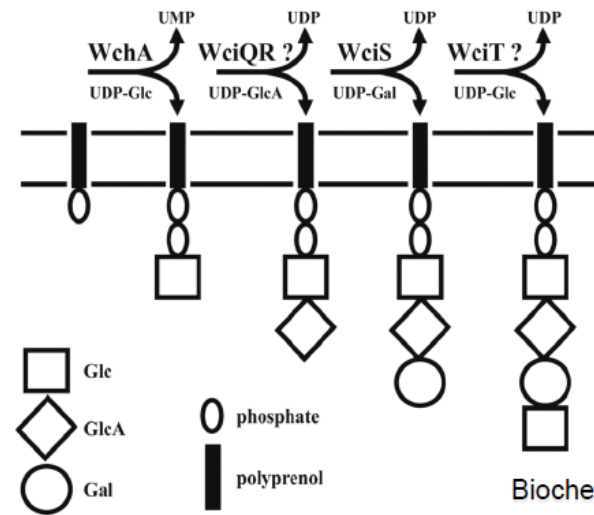 UMP UDP UDP UDP
WchA WciQR ? WciS WciT ?
UDP-Glc UDP-GlcA UDP-Gal UDP-Glc
Glc
GlcA
Gal
phosphate
polyprenol
Bioche